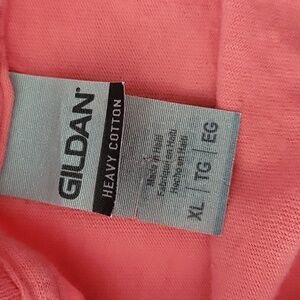 GILDAN®
HEAVY COTTON
Made in Haiti
Fabriqué en Haïti
Hecho en Haiti
XL | TG | EG